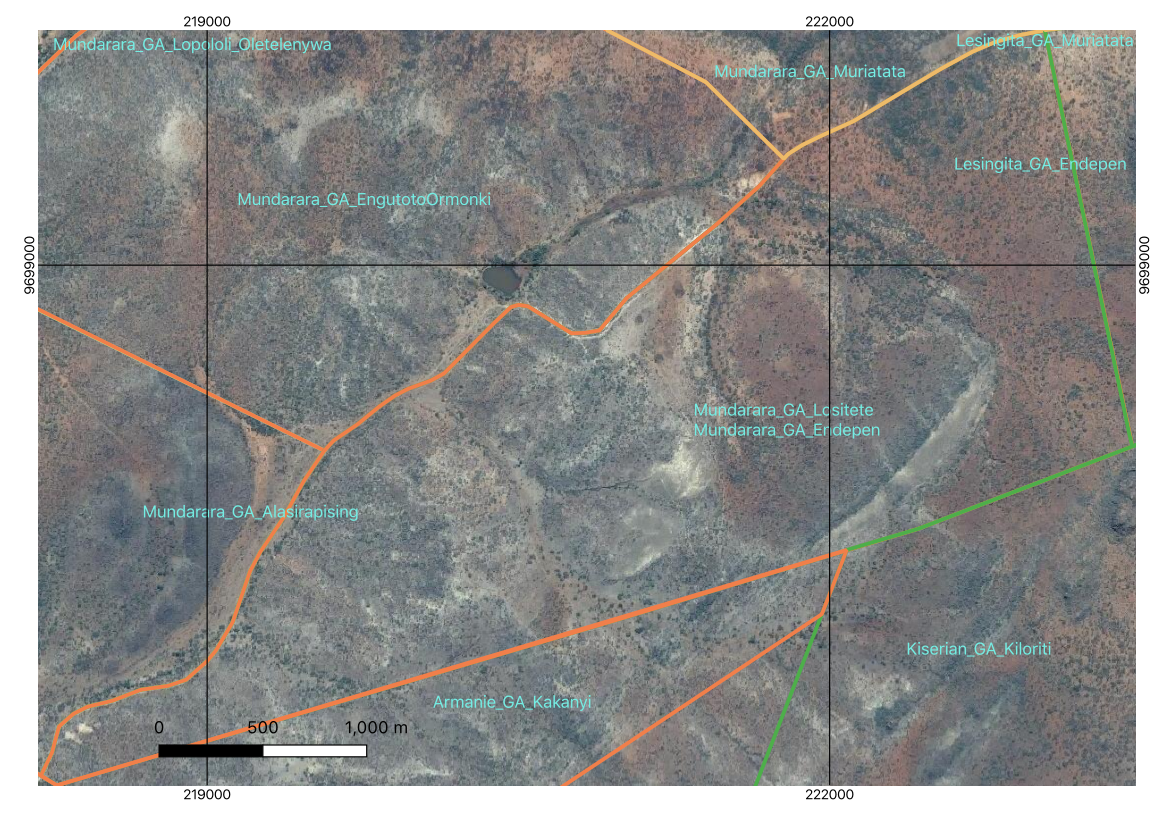 219000 222000
Mundarara_GA_Lopololi_Oletelenywa
Lesingita_GA_Muriatata
Mundarara_GA_Muriatata
Lesingita_GA_Endepen
Mundarara_GA_EngutotoOrmonki
9699000 9699000
Mundarara_GA_Lositete
Mundarara_GA_Endepen
Mundarara_GA_Alasirapising
Kiserian_GA_Kiloriti
Armanie_GA_Kakanyi
0 500 1,000 m
219000 222000